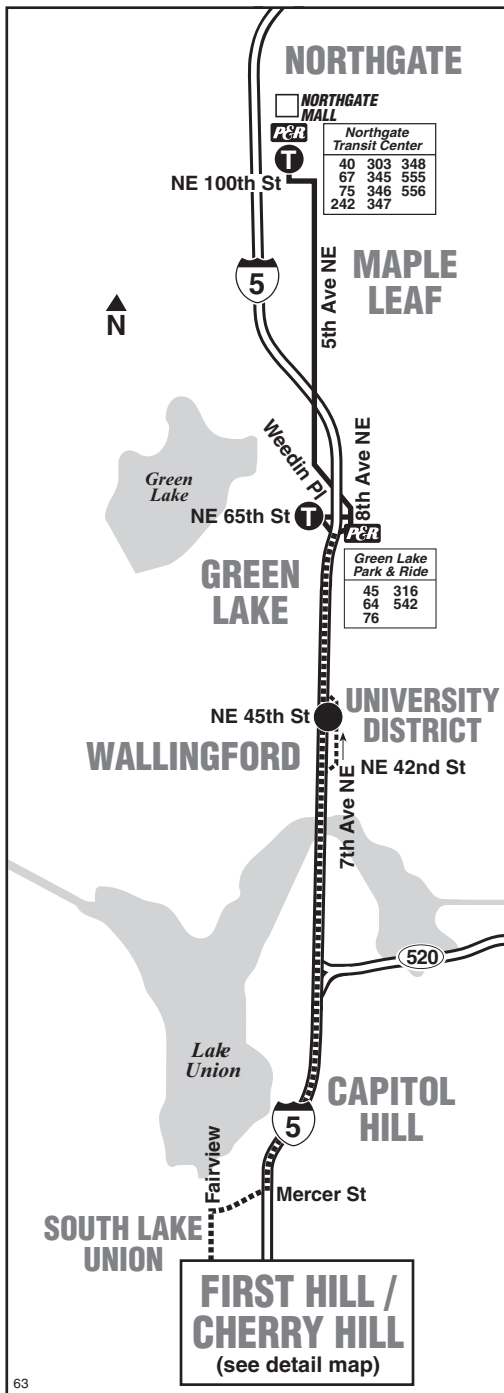 NORTHGATE
NORTHGATE
MALL
P&R
T
Northgate
Transit Center
40 303 348
67 345 555
75 346 556
242 347
NE 100th St
5
5th Ave NE
MAPLE
LEAF
N
Green
Lake
Weedin Pl
8th Ave NE
NE 65th St
T
P&R
GREEN
LAKE
Green Lake
Park & Ride
45 316
64 542
76
NE 45th St
UNIVERSITY
DISTRICT
WALLINGFORD
NE 42nd St
7th Ave NE
520
Lake
Union
CAPITOL
HILL
5
Fairview
Mercer St
SOUTH LAKE
UNION
FIRST HILL /
CHERRY HILL
(see detail map)
63